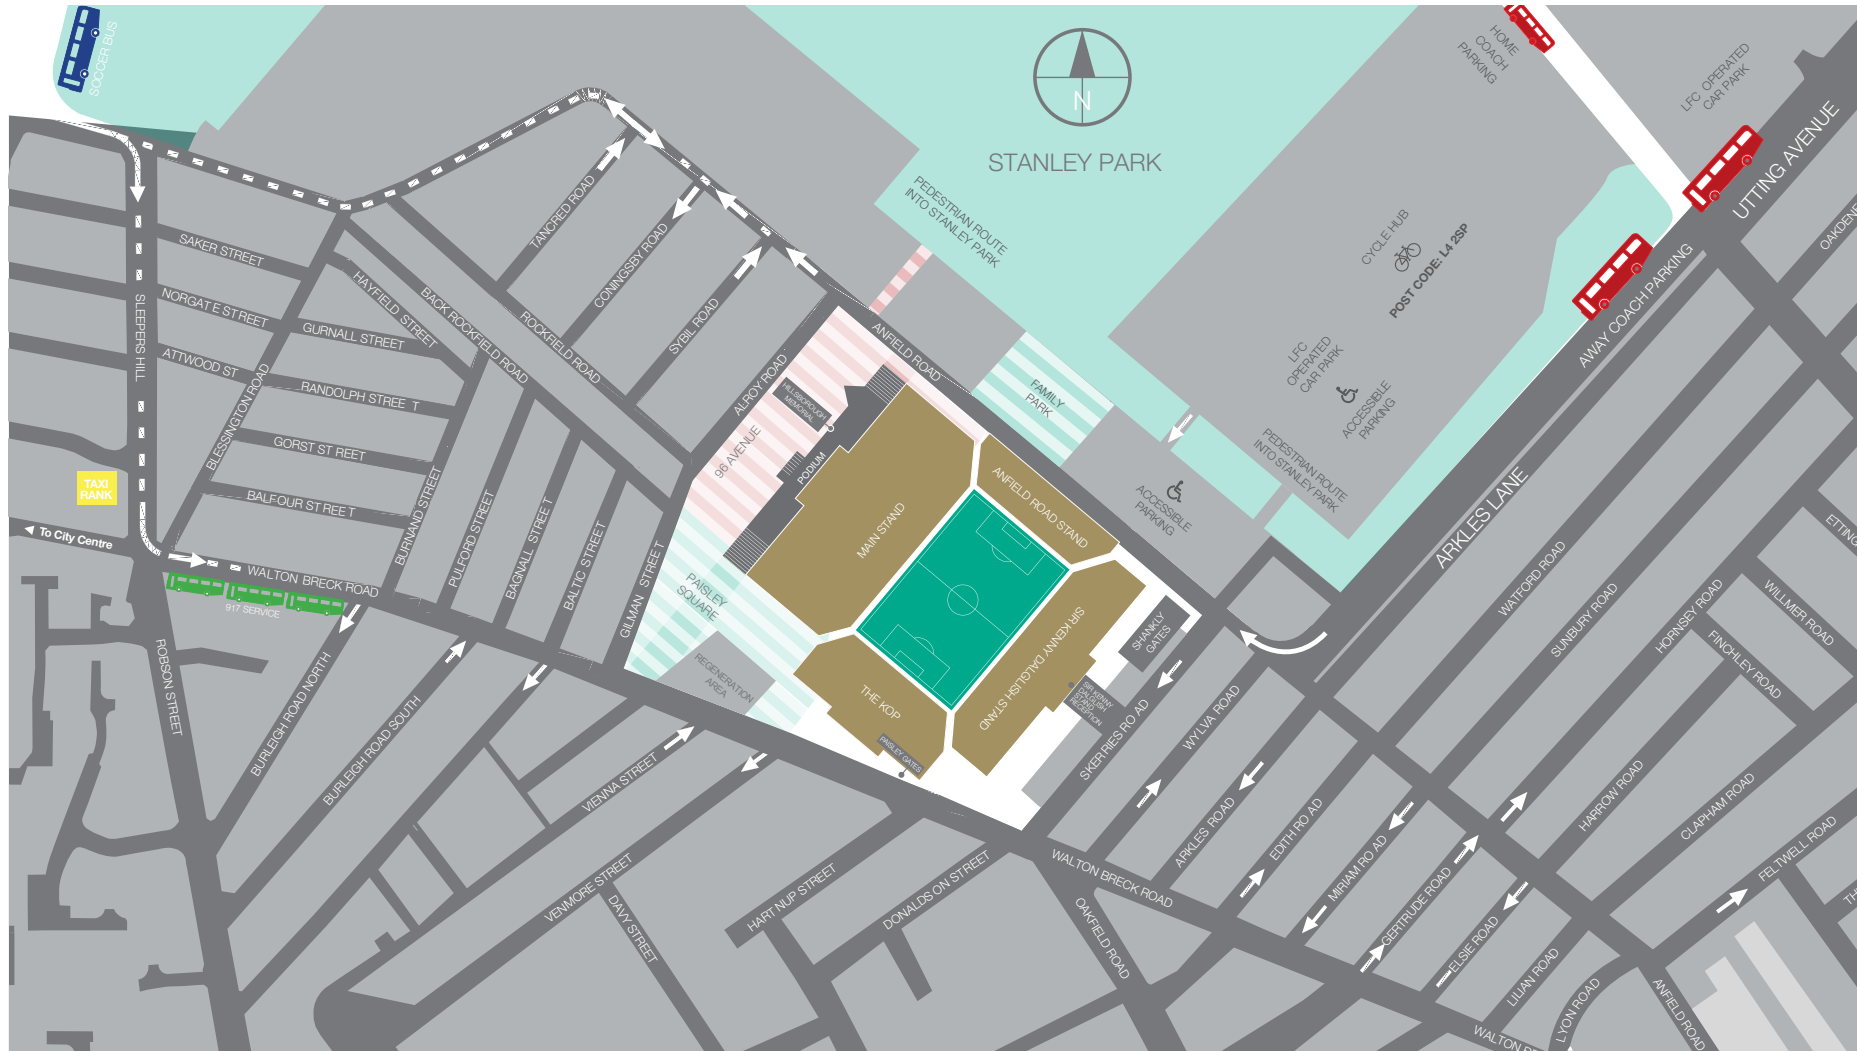 SOCCER BUS
N
STANLEY PARK
HOME
COACH
PARKING
LFC OPERATED
CAR PARK
UTTING AVENUE
AWAY COACH PARKING
PEDESTRIAN ROUTE
INTO STANLEY PARK
CYCLE HUB
POST CODE: L4 2SP
LFC
OPERATED
CAR PARK
ACCESSIBLE
PARKING
PEDESTRIAN ROUTE
INTO STANLEY PARK
FAMILY
PARK
ACCESSIBLE
PARKING
ARKLES LANE
TANCRED ROAD
CONINGSBY ROAD
SYBIL ROAD
ANFIELD ROAD
ALROY ROAD
SAKER STREET
NORGATE STREET
ATTWOOD ST
SLEEPERS HILL
HAYFIELD STREET
BACK ROCKFIELD ROAD
ROCKFIELD ROAD
GURNALL STREET
RANDOLPH STREET
GORST STREET
BALFOUR STREET
BLESSINGTON ROAD
BURNAND STREET
PULFORD STREET
BAGNALL STREET
BALTIC STREET
GILMAN STREET
TAXI
RANK
To City Centre
WALTON BRECK ROAD
917 SERVICE
HILLSBOROUGH
MEMORIAL
96 AVENUE
PODIUM
MAIN STAND
ANFIELD ROAD STAND
SIR KENNY DALGLISH STAND
THE KOP
PAISLEY
SQUARE
REGENERATION
AREA
PAISLEY GATES
SHANKLY
GATES
SIR KENNY
DALGLISH
STAND
RECEPTION
ROBSON STREET
BURLEIGH ROAD NORTH
BURLEIGH ROAD SOUTH
VIENNA STREET
VENMORE STREET
DAVY STREET
HARTNUP STREET
DONALDSON STREET
OAKFIELD ROAD
WALTON BRECK ROAD
SKERRIES ROAD
WYLVA ROAD
ARKLES ROAD
EDITH ROAD
MIRIAM ROAD
GERTRUDE ROAD
ELSIE ROAD
LILIAN ROAD
LYON ROAD
ANFIELD ROAD
WATFORD ROAD
SUNBURY ROAD
HORNSEY ROAD
FINCHLEY ROAD
WILLMER ROAD
HARROW ROAD
CLAPHAM ROAD
FELTWELL ROAD
OAKDENE
ETTING
TH
WALTON B